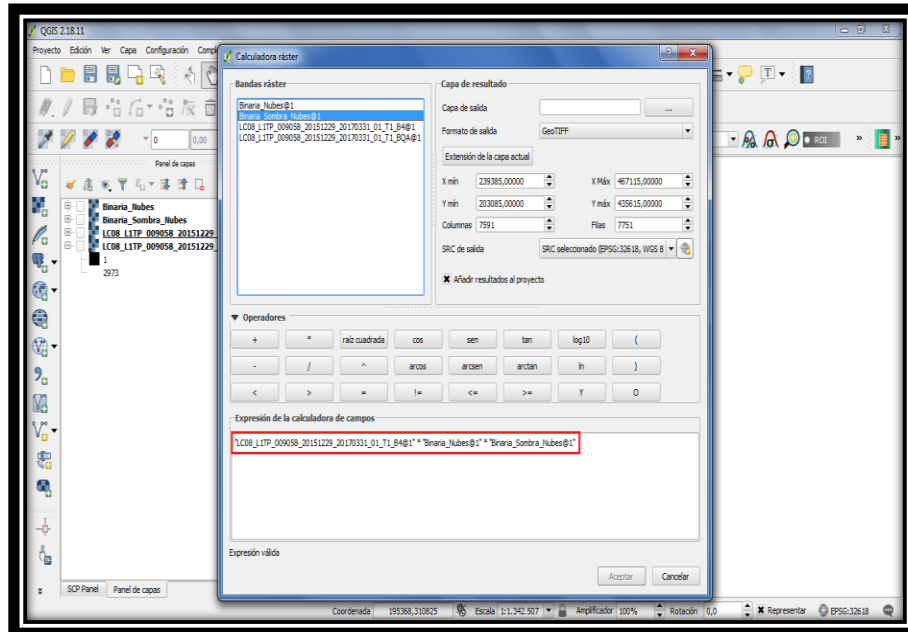 QGIS 2.18.11
Proyecto Edición Ver Capa Configuración
Calculadora ráster
Bandas ráster
Binaria_Nubes@1
Binaria_Sombra_Nubes@1
LC08_L1TP_009058_20151229_20170331_01_T1_B4@1
LC08_L1TP_009058_20151229_20170331_01_T1_BQA@1
Capa de resultado
Capa de salida
...
Formato de salida GeoTIFF
Extensión de la capa actual
X mín 239385,00000 X Máx 467115,00000
Y mín 203085,00000 Y máx 435615,00000
Columnas 7591 Filas 7751
SRC de salida SRC seleccionado (EPSG:32618, WGS 8
Añadir resultados al proyecto
Operadores
+ * raíz cuadrada cos sen tan log10 (
- / ^ arcos arcsen arctan ln )
< > = != <= >= Y O
Expresión de la calculadora de campos
"LC08_L1TP_009058_20151229_20170331_01_T1_B4@1" * "Binaria_Nubes@1" * "Binaria_Sombra_Nubes@1"
Expresión válida
Aceptar Cancelar
0 0,00
ROI
Panel de capas
Binaria_Nubes
Binaria_Sombra_Nubes
LC08_L1TP_009058_20151229
LC08_L1TP_009058_20151229_
1
2973
SCP Panel Panel de capas
Coordenada 195368,310825 Escala 1:1.342.507 Amplificador 100% Rotación 0,0 Representar EPSG:32618